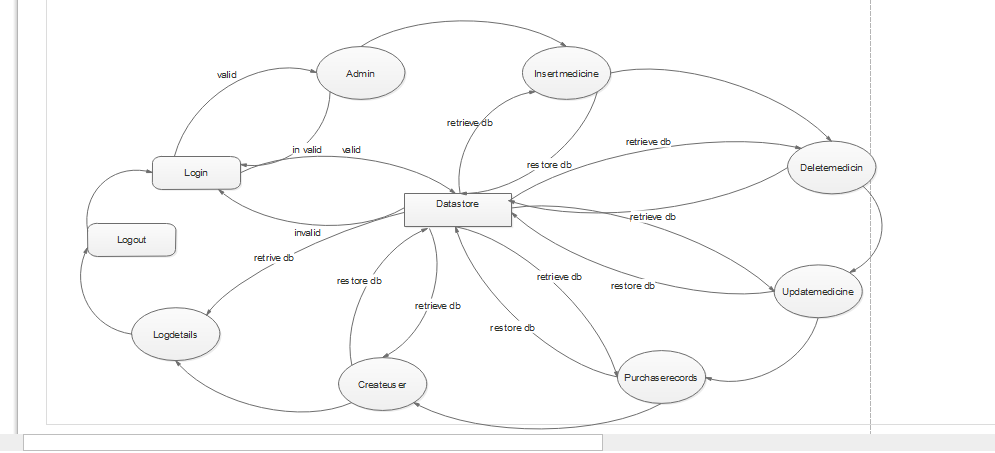 valid
Admin
Insertmedicine
retrieve db
in valid
valid
restore db
retrieve db
Login
Deletemedicin
Datastore
retrieve db
Logout
invalid
retrive db
restore db
retrieve db
restore db
Updatemedicine
retrieve db
restore db
Logdetails
Createuser
Purchaserecords